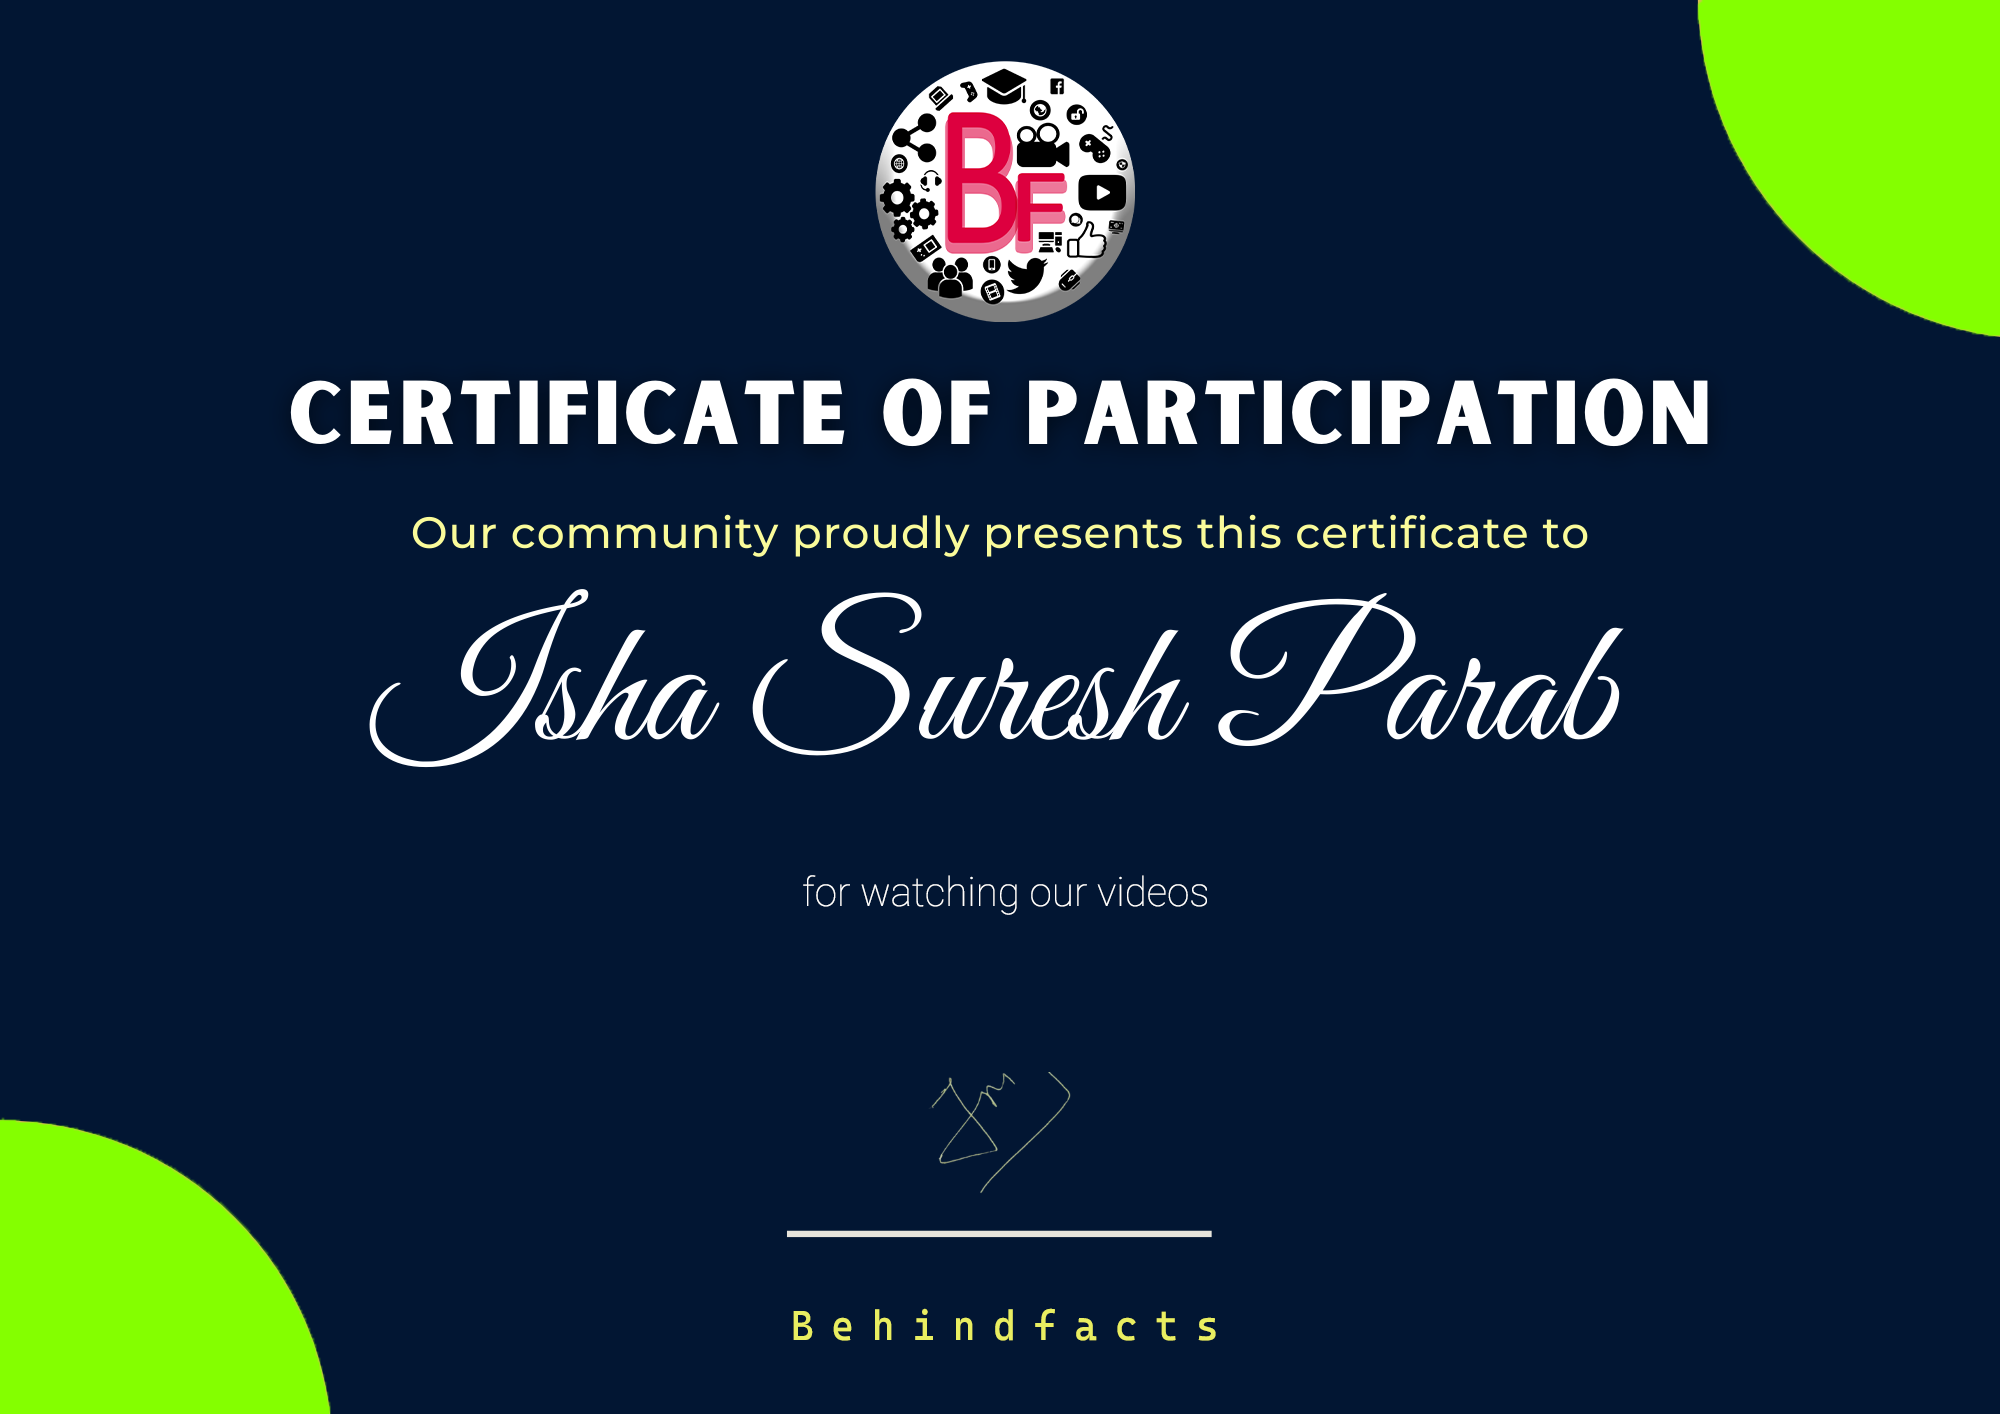 BF
CERTIFICATE OF PARTICIPATION
Our community proudly presents this certificate to
Isha Suresh Parab
for watching our videos
Behindfacts